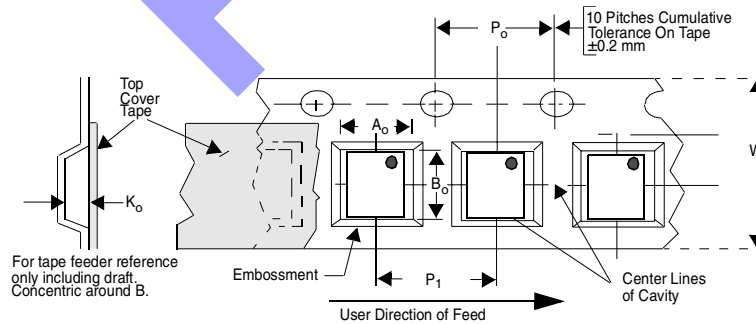 10 Pitches Cumulative
Tolerance On Tape
±0.2 mm
Po
Top
Cover
Tape
Ao
W
Bo
Ko
For tape feeder reference
only including draft.
Concentric around B.
Embossment
P1
Center Lines
of Cavity
User Direction of Feed